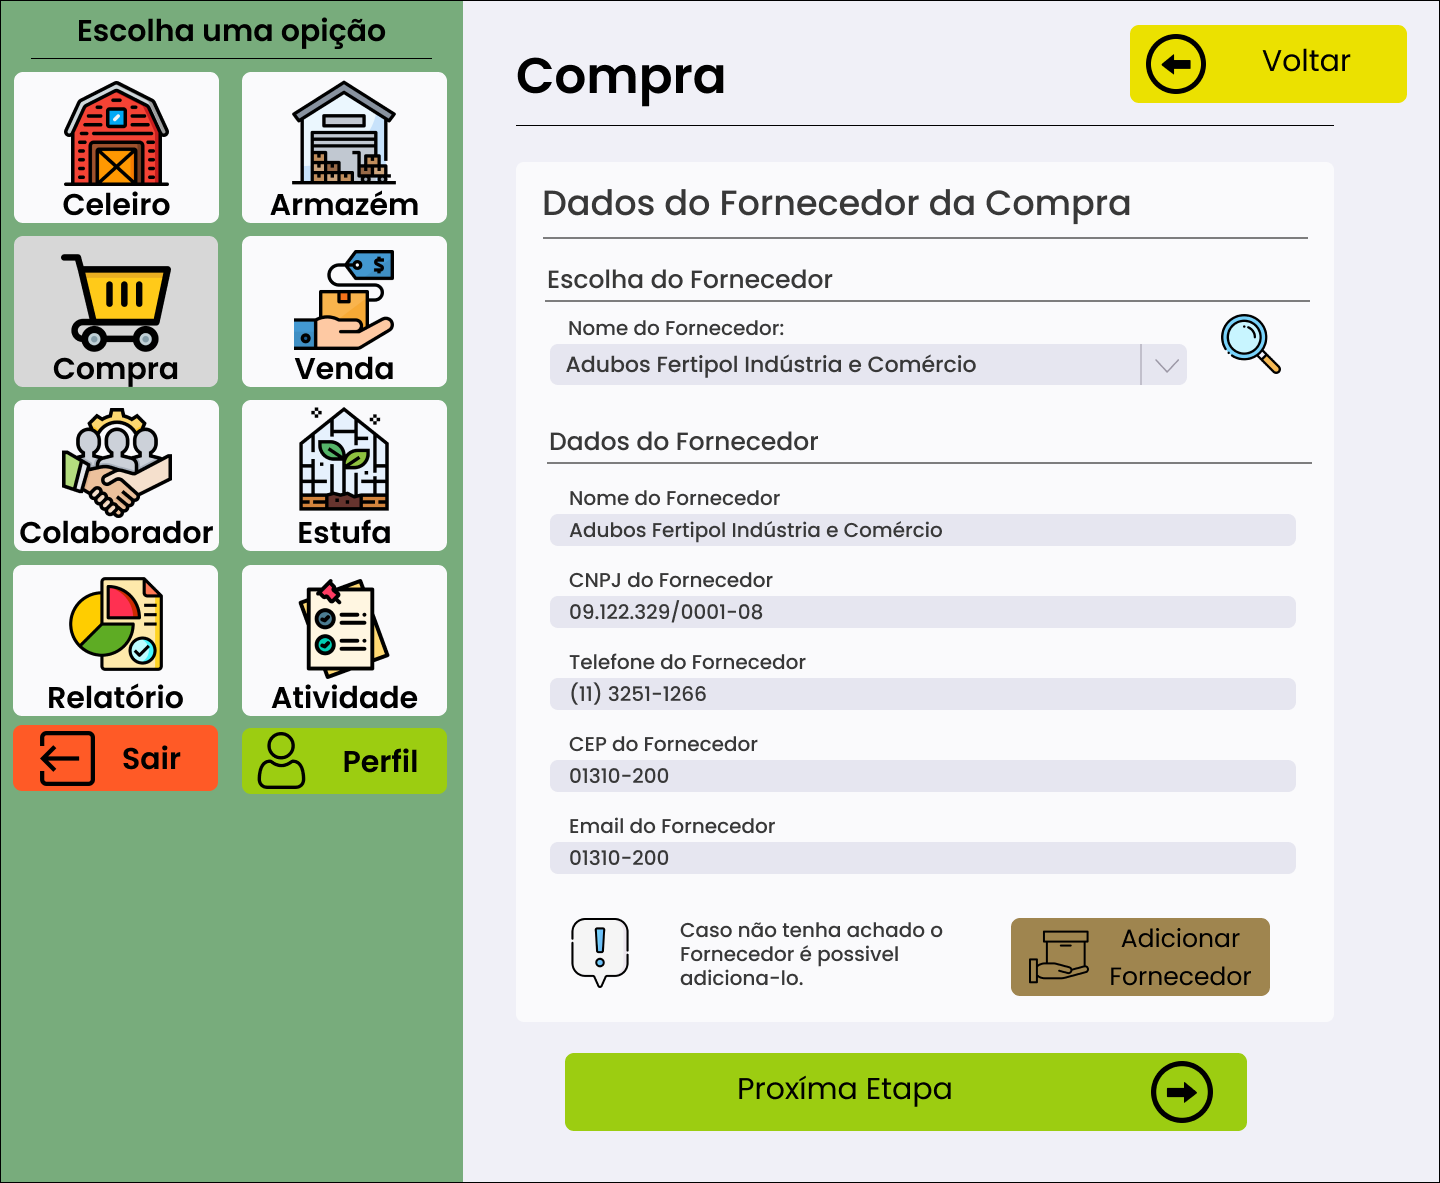 Escolha uma opição
Celeiro
Armazém
Compra
Venda
Colaborador
Estufa
Relatório
Atividade
Sair
Perfil
Compra
Voltar
Dados do Fornecedor da Compra
Escolha do Fornecedor
Nome do Fornecedor:
Adubos Fertipol Indústria e Comércio
Dados do Fornecedor
Nome do Fornecedor
Adubos Fertipol Indústria e Comércio
CNPJ do Fornecedor
09.122.329/0001-08
Telefone do Fornecedor
(11) 3251-1266
CEP do Fornecedor
01310-200
Email do Fornecedor
01310-200
Caso não tenha achado o
Fornecedor é possivel
adiciona-lo.
Adicionar
Fornecedor
Proxíma Etapa